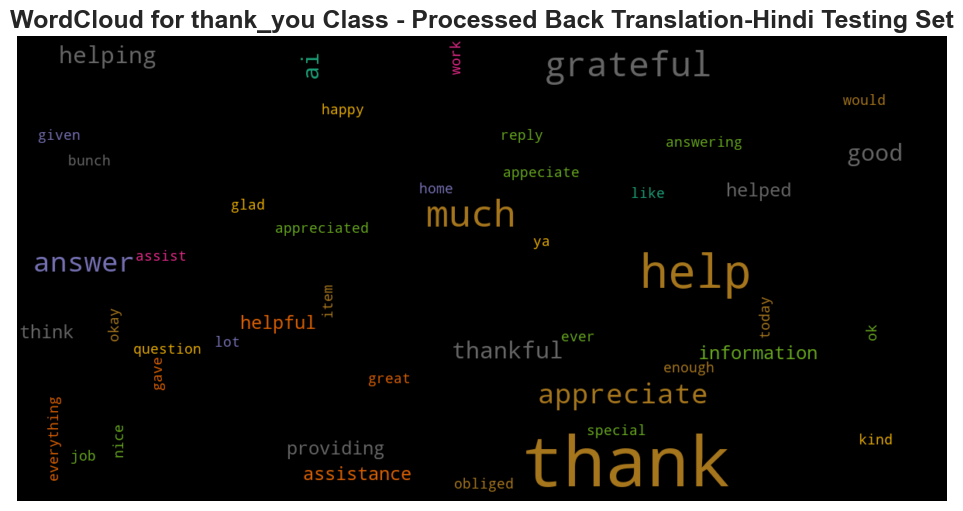 WordCloud for thank_you Class - Processed Back Translation-Hindi Testing Set
helping
ai
work
grateful
happy
would
given
reply
answering
bunch
good
appeciate
home
like
helped
glad
much
appreciated
ya
answer
assist
help
item
think
okay
helpful
today
ok
question
lot
ever
thankful
information
gave
great
enough
appreciate
everything
job
nice
special
providing
kind
thank
assistance
obliged